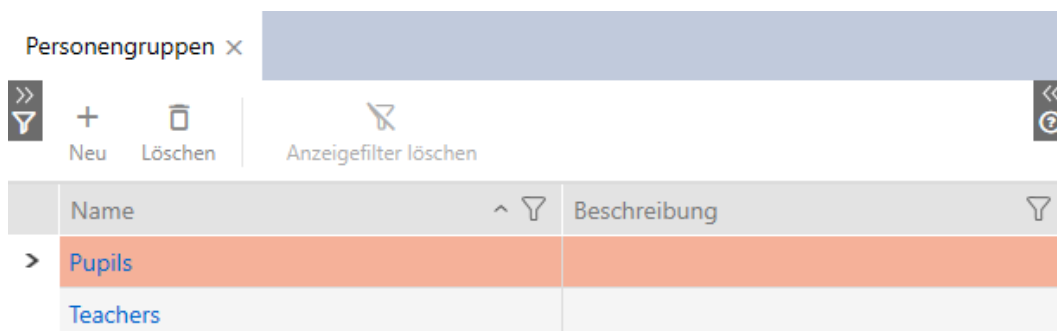 Personengruppen
Neu Löschen Anzeigefilter löschen
Name Beschreibung
Pupils
Teachers